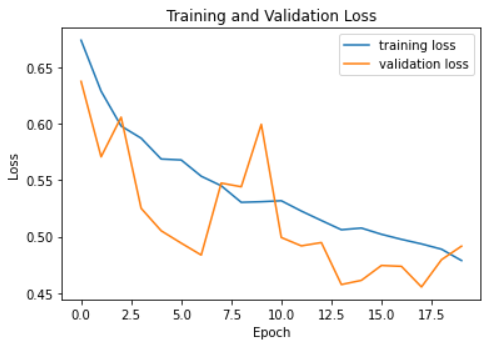 Training and Validation Loss
training loss
validation loss
0.65
0.60
0.55
0.50
0.45
Loss
0.0 2.5 5.0 7.5 10.0 12.5 15.0 17.5
Epoch